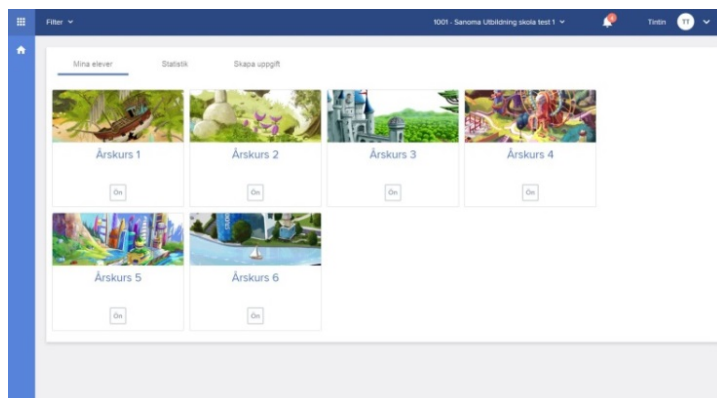 Filter
1001 - Sanoma Utbildning skola test 1
Tintin
TT
Mina elever
Statistik
Skapa uppgift
Årskurs 1
Årskurs 2
Årskurs 3
Årskurs 4
Ön
Ön
Ön
Ön
Årskurs 5
Årskurs 6
Ön
Ön